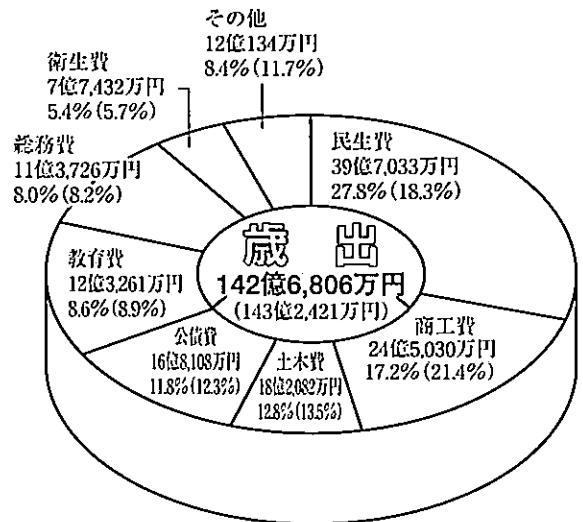 その他
12億134万円
8.4%(11.7%)
衛生費
7億7,432万円
5.4%(5.7%)
総務費
11億3,726万円
8.0%(8.2%)
民生費
39億7,033万円
27.8%(18.3%)
歳 出
142億6,806万円
(143億2,421万円)
教育費
12億3,261万円
8.6%(8.9%)
公債費
16億8,108万円
11.8%(12.3%)
土木費
18億2,082万円
12.8%(13.5%)
商工費
24億5,030万円
17.2%(21.4%)